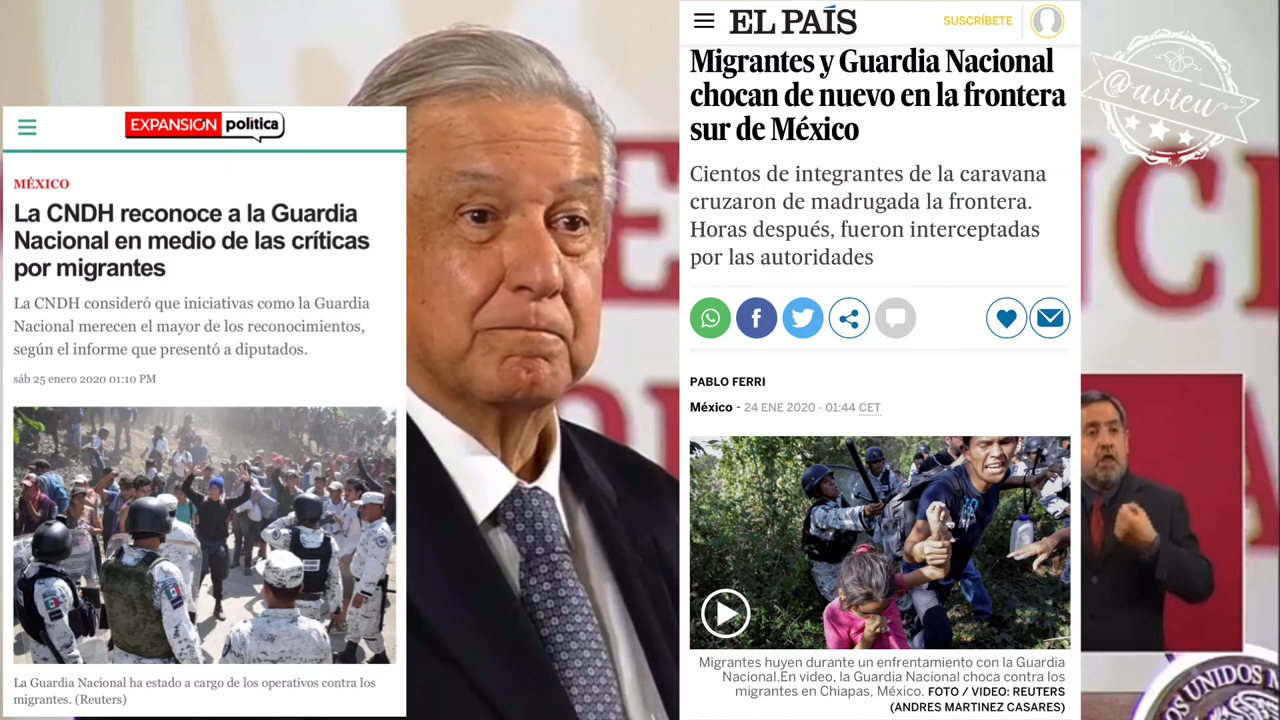 EXPANSIÓN política
MÉXICO
La CNDH reconoce a la Guardia
Nacional en medio de las críticas
por migrantes
La CNDH consideró que iniciativas como la Guardia
Nacional merecen el mayor de los reconocimientos,
según el informe que presentó a diputados.
sáb 25 enero 2020 01:10 PM
La Guardia Nacional ha estado a cargo de los operativos contra los
migrantes. (Reuters)
EL PAÍS
SUSCRÍBETE
Migrantes y Guardia Nacional
chocan de nuevo en la frontera
sur de México
Cientos de integrantes de la caravana
cruzaron de madrugada la frontera.
Horas después, fueron interceptadas
por las autoridades
PABLO FERRI
México - 24 ENE 2020 - 01:44 CET
Migrantes huyen durante un enfrentamiento con la Guardia
Nacional.En video, la Guardia Nacional choca contra los
migrantes en Chiapas, México. FOTO / VIDEO: REUTERS
(ANDRES MARTINEZ CASARES)
@avieu
UNIDOS